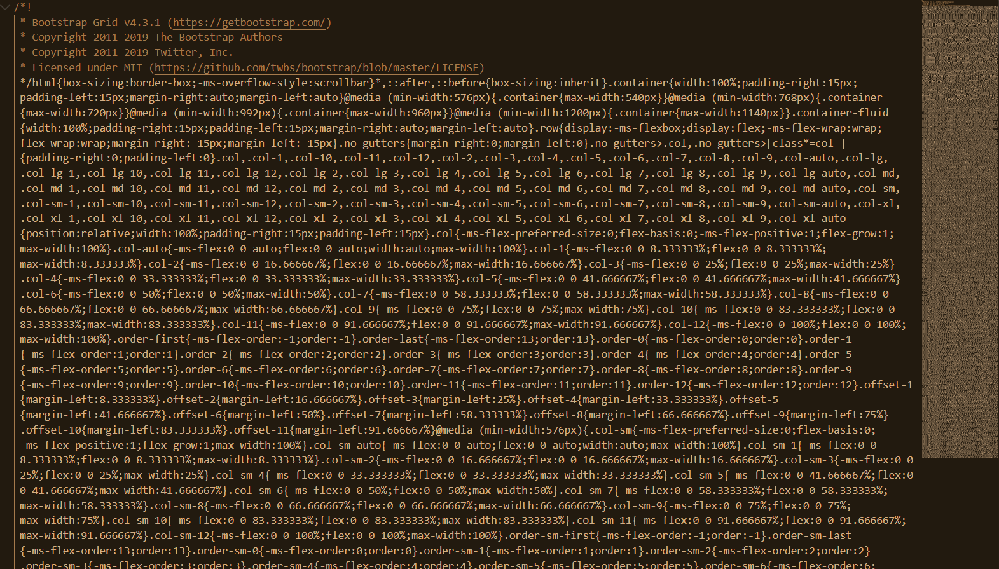 /*!
 * Bootstrap Grid v4.3.1 (https://getbootstrap.com/)
 * Copyright 2011-2019 The Bootstrap Authors
 * Copyright 2011-2019 Twitter, Inc.
 * Licensed under MIT (https://github.com/twbs/bootstrap/blob/master/LICENSE)
 */html{box-sizing:border-box;-ms-overflow-style:scrollbar}*,::after,::before{box-sizing:inherit}.container{width:100%;padding-right:15px;
padding-left:15px;margin-right:auto;margin-left:auto}@media (min-width:576px){.container{max-width:540px}}@media (min-width:768px){.container
{max-width:720px}}@media (min-width:992px){.container{max-width:960px}}@media (min-width:1200px){.container{max-width:1140px}}.container-fluid
{width:100%;padding-right:15px;padding-left:15px;margin-right:auto;margin-left:auto}.row{display:-ms-flexbox;display:flex;-ms-flex-wrap:wrap;
flex-wrap:wrap;margin-right:-15px;margin-left:-15px}.no-gutters{margin-right:0;margin-left:0}.no-gutters>.col,.no-gutters>[class*=col-]
{padding-right:0;padding-left:0}.col,.col-1,.col-10,.col-11,.col-12,.col-2,.col-3,.col-4,.col-5,.col-6,.col-7,.col-8,.col-9,.col-auto,.col-lg,
.col-lg-1,.col-lg-10,.col-lg-11,.col-lg-12,.col-lg-2,.col-lg-3,.col-lg-4,.col-lg-5,.col-lg-6,.col-lg-7,.col-lg-8,.col-lg-9,.col-lg-auto,.col-md,
.col-md-1,.col-md-10,.col-md-11,.col-md-12,.col-md-2,.col-md-3,.col-md-4,.col-md-5,.col-md-6,.col-md-7,.col-md-8,.col-md-9,.col-md-auto,.col-sm,
.col-sm-1,.col-sm-10,.col-sm-11,.col-sm-12,.col-sm-2,.col-sm-3,.col-sm-4,.col-sm-5,.col-sm-6,.col-sm-7,.col-sm-8,.col-sm-9,.col-sm-auto,.col-xl,
.col-xl-1,.col-xl-10,.col-xl-11,.col-xl-12,.col-xl-2,.col-xl-3,.col-xl-4,.col-xl-5,.col-xl-6,.col-xl-7,.col-xl-8,.col-xl-9,.col-xl-auto
{position:relative;width:100%;padding-right:15px;padding-left:15px}.col{-ms-flex-preferred-size:0;flex-basis:0;-ms-flex-positive:1;flex-grow:1;
max-width:100%}.col-auto{-ms-flex:0 0 auto;flex:0 0 auto;width:auto;max-width:100%}.col-1{-ms-flex:0 0 8.333333%;flex:0 0 8.333333%;
max-width:8.333333%}.col-2{-ms-flex:0 0 16.666667%;flex:0 0 16.666667%;max-width:16.666667%}.col-3{-ms-flex:0 0 25%;flex:0 0 25%;max-width:25%}
.col-4{-ms-flex:0 0 33.333333%;flex:0 0 33.333333%;max-width:33.333333%}.col-5{-ms-flex:0 0 41.666667%;flex:0 0 41.666667%;max-width:41.666667%}
.col-6{-ms-flex:0 0 50%;flex:0 0 50%;max-width:50%}.col-7{-ms-flex:0 0 58.333333%;flex:0 0 58.333333%;max-width:58.333333%}.col-8{-ms-flex:0 0
66.666667%;flex:0 0 66.666667%;max-width:66.666667%}.col-9{-ms-flex:0 0 75%;flex:0 0 75%;max-width:75%}.col-10{-ms-flex:0 0 83.333333%;flex:0 0
83.333333%;max-width:83.333333%}.col-11{-ms-flex:0 0 91.666667%;flex:0 0 91.666667%;max-width:91.666667%}.col-12{-ms-flex:0 0 100%;flex:0 0 100%;
max-width:100%}.order-first{-ms-flex-order:-1;order:-1}.order-last{-ms-flex-order:13;order:13}.order-0{-ms-flex-order:0;order:0}.order-1
{-ms-flex-order:1;order:1}.order-2{-ms-flex-order:2;order:2}.order-3{-ms-flex-order:3;order:3}.order-4{-ms-flex-order:4;order:4}.order-5
{-ms-flex-order:5;order:5}.order-6{-ms-flex-order:6;order:6}.order-7{-ms-flex-order:7;order:7}.order-8{-ms-flex-order:8;order:8}.order-9
{-ms-flex-order:9;order:9}.order-10{-ms-flex-order:10;order:10}.order-11{-ms-flex-order:11;order:11}.order-12{-ms-flex-order:12;order:12}.offset-1
{margin-left:8.333333%}.offset-2{margin-left:16.666667%}.offset-3{margin-left:25%}.offset-4{margin-left:33.333333%}.offset-5
{margin-left:41.666667%}.offset-6{margin-left:50%}.offset-7{margin-left:58.333333%}.offset-8{margin-left:66.666667%}.offset-9{margin-left:75%}
.offset-10{margin-left:83.333333%}.offset-11{margin-left:91.666667%}@media (min-width:576px){.col-sm{-ms-flex-preferred-size:0;flex-basis:0;
-ms-flex-positive:1;flex-grow:1;max-width:100%}.col-sm-auto{-ms-flex:0 0 auto;flex:0 0 auto;width:auto;max-width:100%}.col-sm-1{-ms-flex:0 0
8.333333%;flex:0 0 8.333333%;max-width:8.333333%}.col-sm-2{-ms-flex:0 0 16.666667%;flex:0 0 16.666667%;max-width:16.666667%}.col-sm-3{-ms-flex:0 0
25%;flex:0 0 25%;max-width:25%}.col-sm-4{-ms-flex:0 0 33.333333%;flex:0 0 33.333333%;max-width:33.333333%}.col-sm-5{-ms-flex:0 0 41.666667%;flex:0
0 41.666667%;max-width:41.666667%}.col-sm-6{-ms-flex:0 0 50%;flex:0 0 50%;max-width:50%}.col-sm-7{-ms-flex:0 0 58.333333%;flex:0 0 58.333333%;
max-width:58.333333%}.col-sm-8{-ms-flex:0 0 66.666667%;flex:0 0 66.666667%;max-width:66.666667%}.col-sm-9{-ms-flex:0 0 75%;flex:0 0 75%;
max-width:75%}.col-sm-10{-ms-flex:0 0 83.333333%;flex:0 0 83.333333%;max-width:83.333333%}.col-sm-11{-ms-flex:0 0 91.666667%;flex:0 0 91.666667%;
max-width:91.666667%}.col-sm-12{-ms-flex:0 0 100%;flex:0 0 100%;max-width:100%}.order-sm-first{-ms-flex-order:-1;order:-1}.order-sm-last
{-ms-flex-order:13;order:13}.order-sm-0{-ms-flex-order:0;order:0}.order-sm-1{-ms-flex-order:1;order:1}.order-sm-2{-ms-flex-order:2;order:2}
.order-sm-3{-ms-flex-order:3;order:3}.order-sm-4{-ms-flex-order:4;order:4}.order-sm-5{-ms-flex-order:5;order:5}.order-sm-6{-ms-flex-order:6;